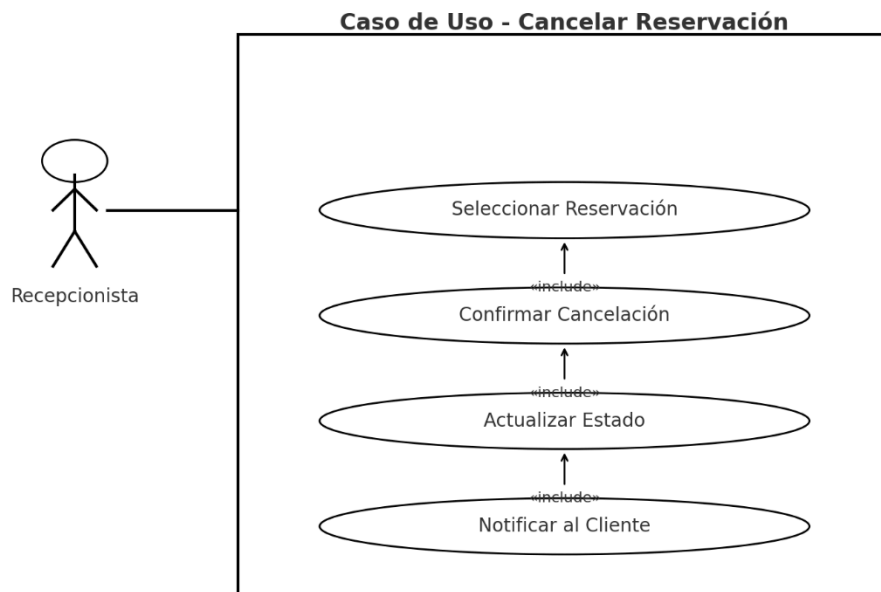 Caso de Uso - Cancelar Reservación
Seleccionar Reservación
Recepcionista
«include»
Confirmar Cancelación
«include»
Actualizar Estado
«include»
Notificar al Cliente